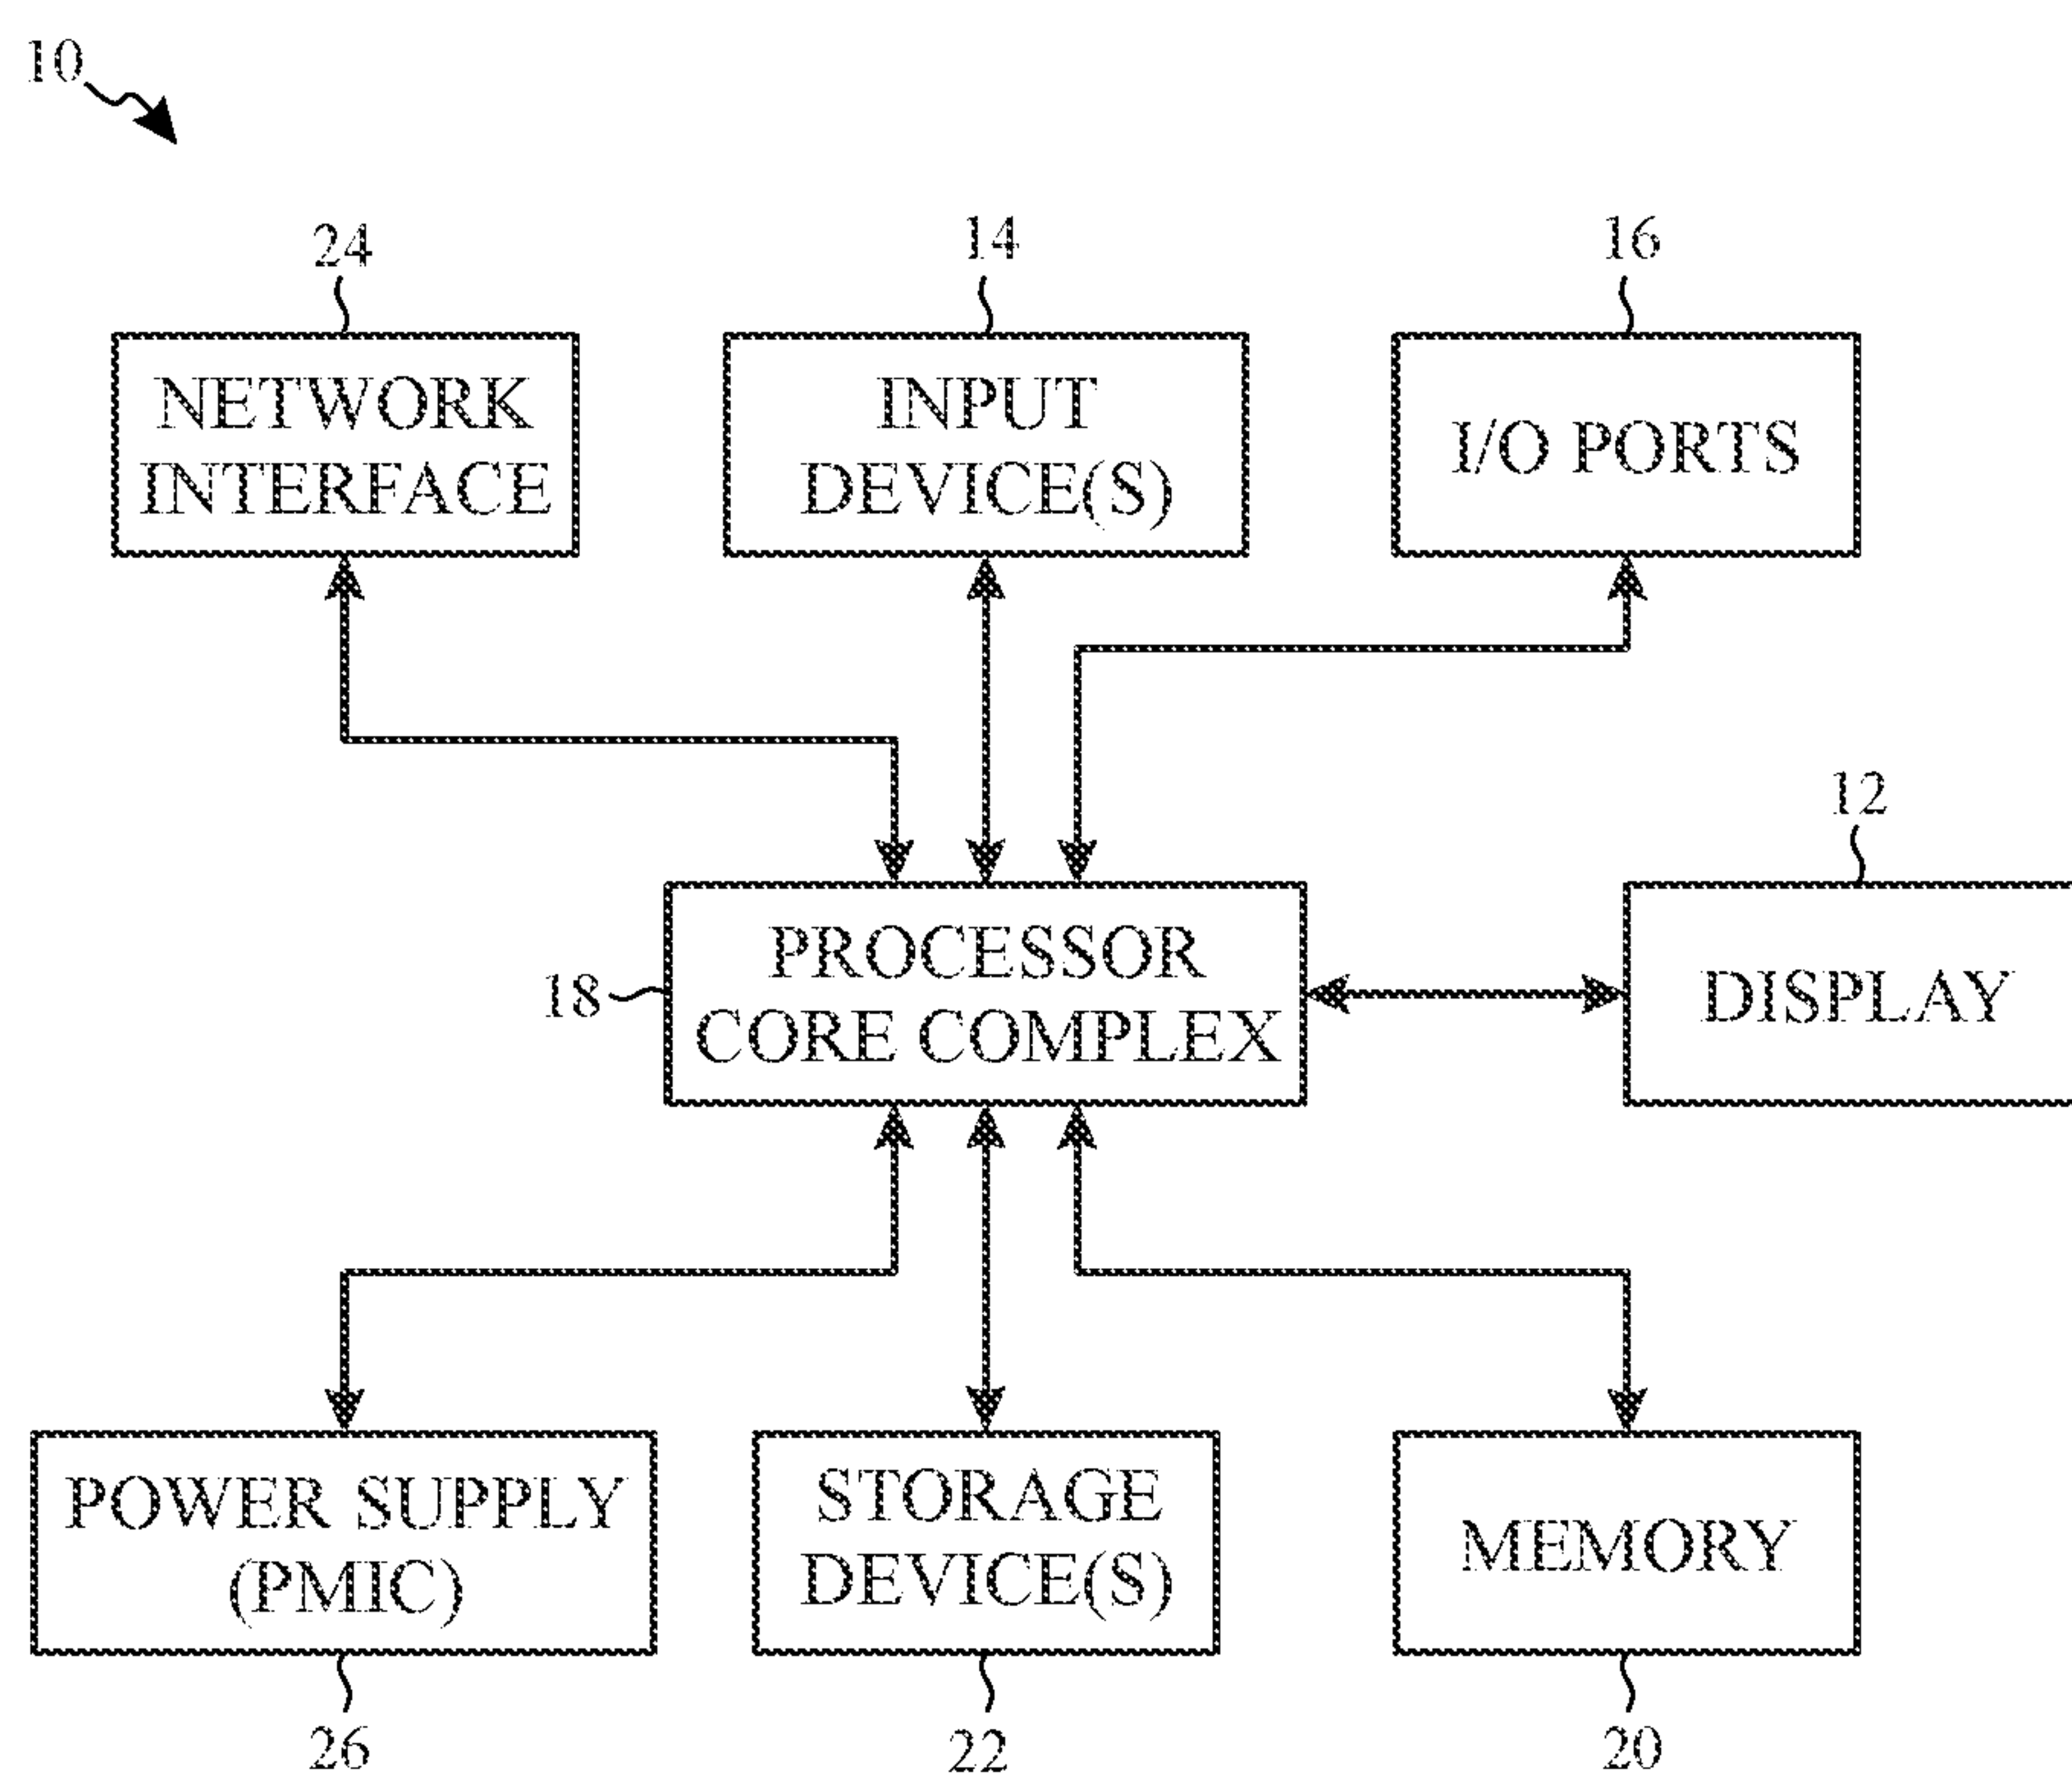 10
24
14
16
NETWORK
INTERFACE
INPUT
DEVICE(S)
I/O PORTS
12
18
PROCESSOR
CORE COMPLEX
DISPLAY
POWER SUPPLY
(PMIC)
STORAGE
DEVICE(S)
MEMORY
26
22
20